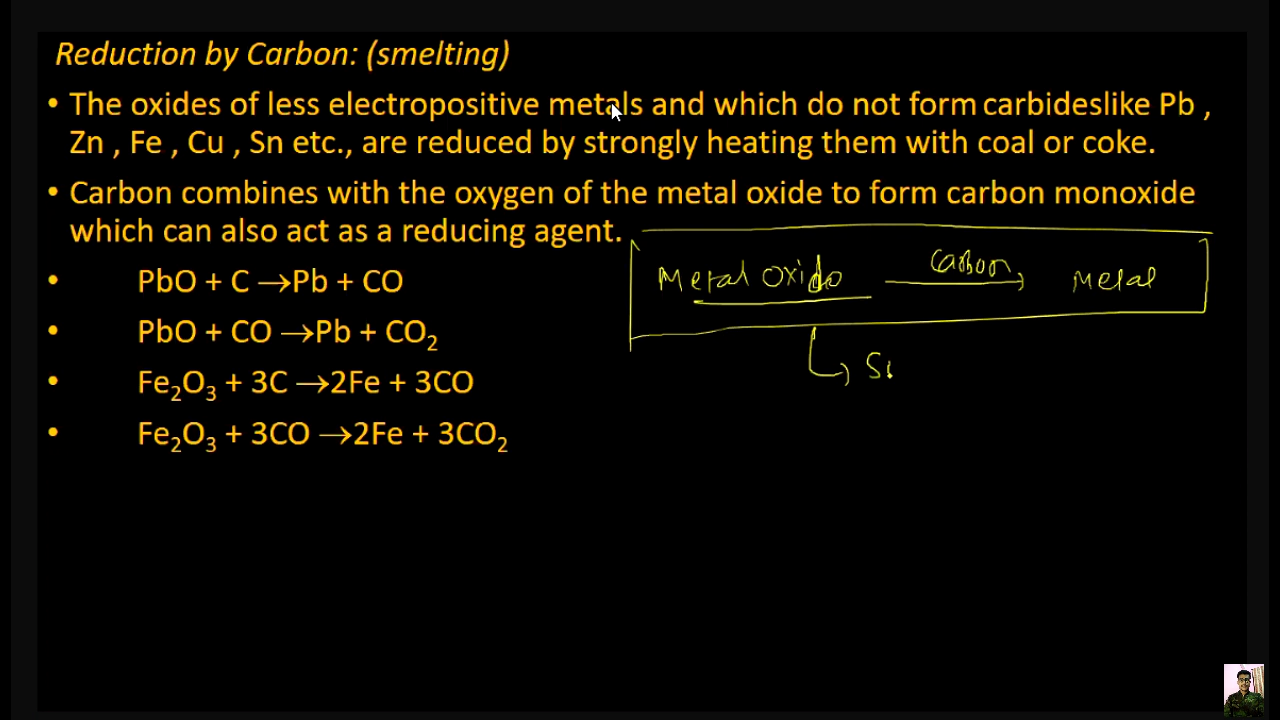 Reduction by Carbon: (smelting)
• The oxides of less electropositive metals and which do not form carbideslike Pb ,
Zn , Fe , Cu , Sn etc., are reduced by strongly heating them with coal or coke.
• Carbon combines with the oxygen of the metal oxide to form carbon monoxide
which can also act as a reducing agent.
• PbO + C →Pb + CO
• PbO + CO →Pb + CO₂
• Fe₂O₃ + 3C →2Fe + 3CO
• Fe₂O₃ + 3CO →2Fe + 3CO₂
Metal Oxide
Carbon
Metal